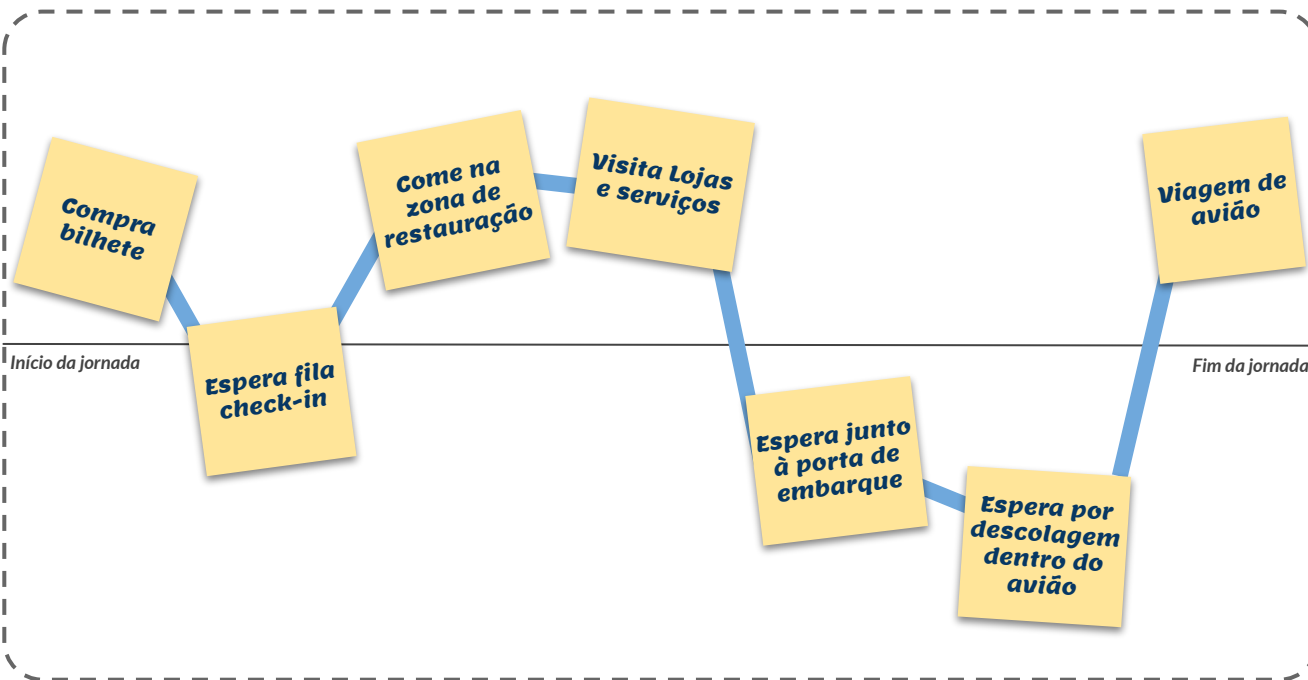 Compra
bilhete
Início da jornada
Espera fila
check-in
Come na
zona de
restauração
Visita Lojas
e serviços
Espera junto
à porta de
embarque
Espera por
descolagem
dentro do
avião
Viagem de
avião
Fim da jornada